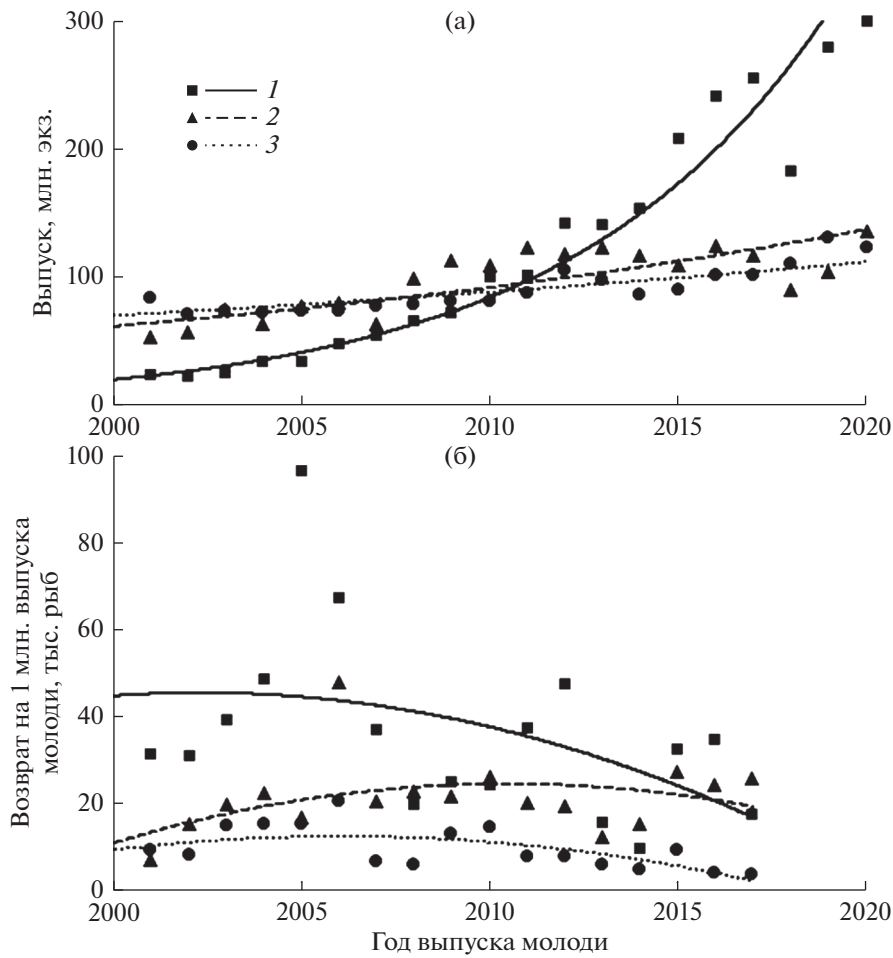 (а)
300
200
100
0
Выпуск, млн. экз.
1
2
3
2000 2005 2010 2015 2020
(б)
100
80
60
40
20
0
Возврат на 1 млн. выпуска
молоди, тыс. рыб
2000 2005 2010 2015 2020
Год выпуска молоди